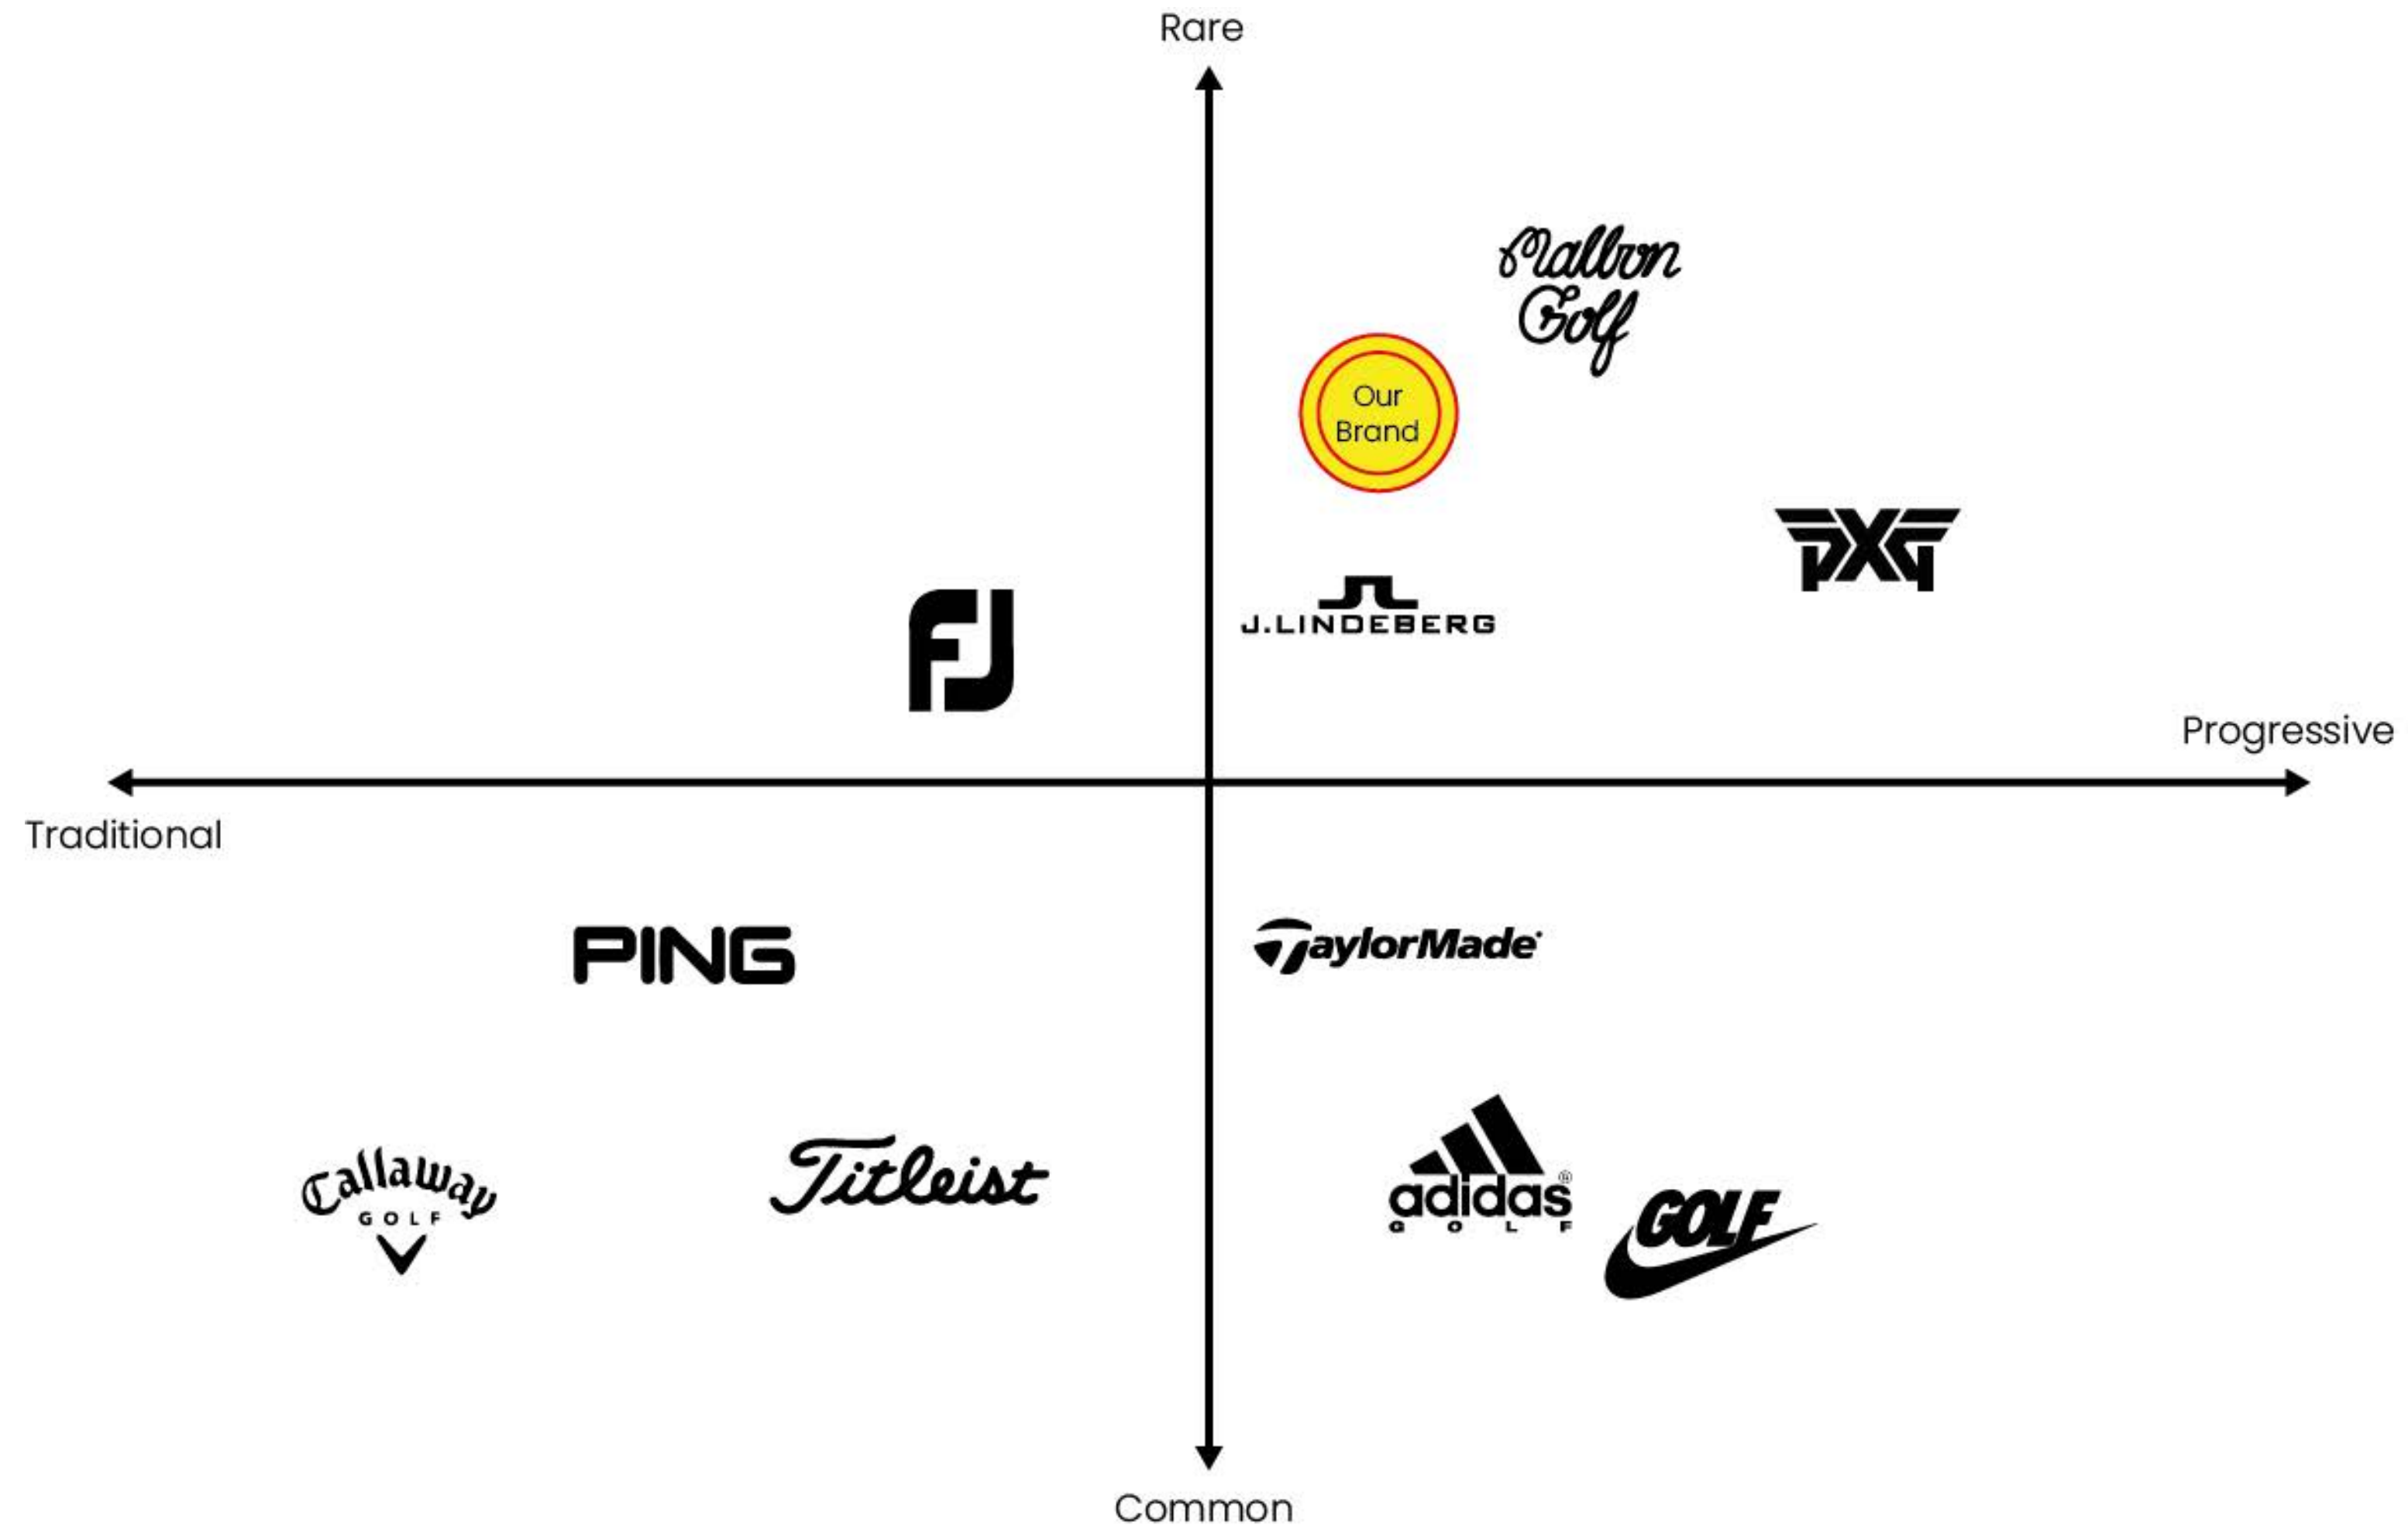 Rare
Malbon
Golf
Our
Brand
PXG
J.LINDEBERG
FJ
Progressive
Traditional
PING
TaylorMade
Callaway
GOLF
Titleist
adidas®
GOLF
GOLF
Common